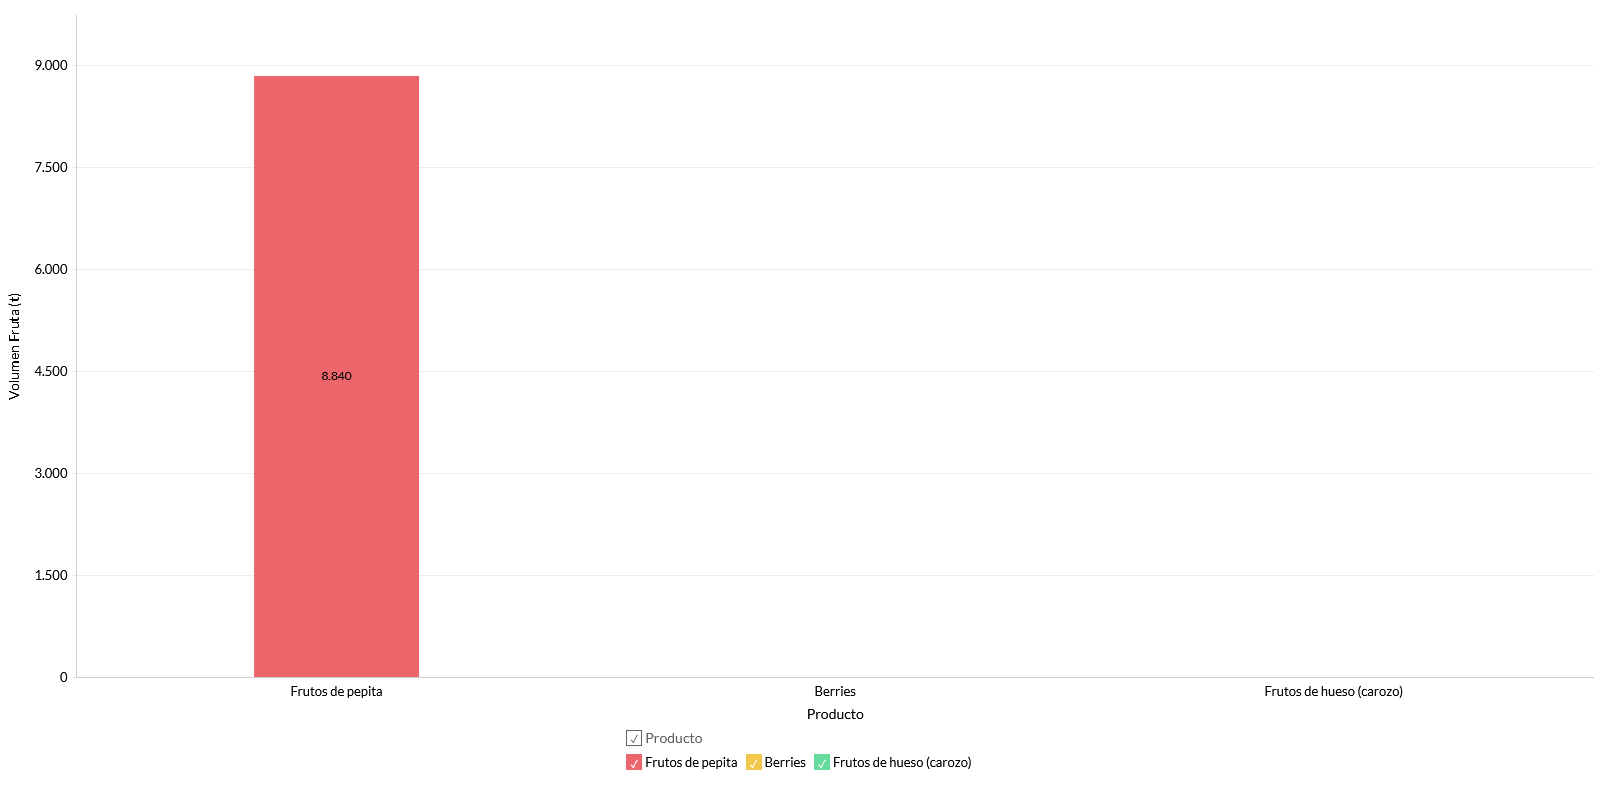 9.000
7.500
6.000
4.500
3.000
1.500
0
Volumen Fruta (t)
8.840
Frutos de pepita
Berries
Frutos de hueso (carozo)
Producto
Producto
Frutos de pepita Berries Frutos de hueso (carozo)